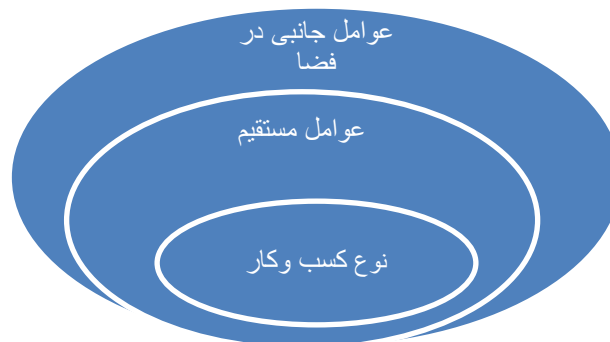 عوامل جانبی در
فضا
عوامل مستقیم
نوع کسب وکار